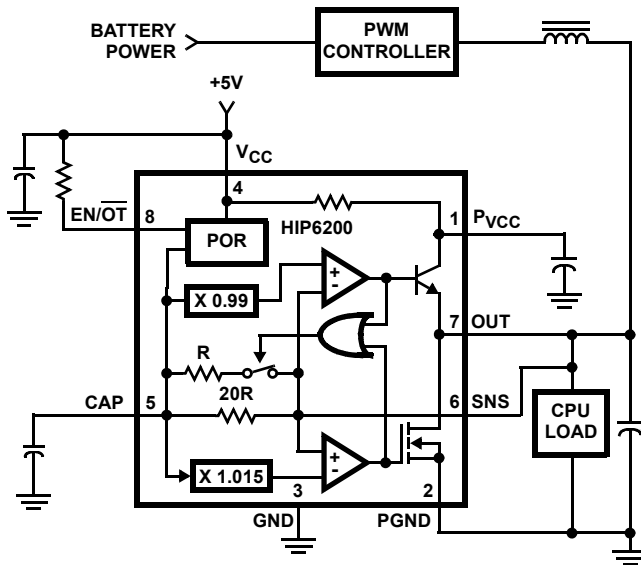 BATTERY
POWER
PWM
CONTROLLER
+5V
VCC
4
EN/OT
8
POR
HIP6200
1
PVCC
X 0.99
+
-
7
OUT
R
20R
CAP
5
6
SNS
CPU
LOAD
X 1.015
+
-
3
2
GND
PGND